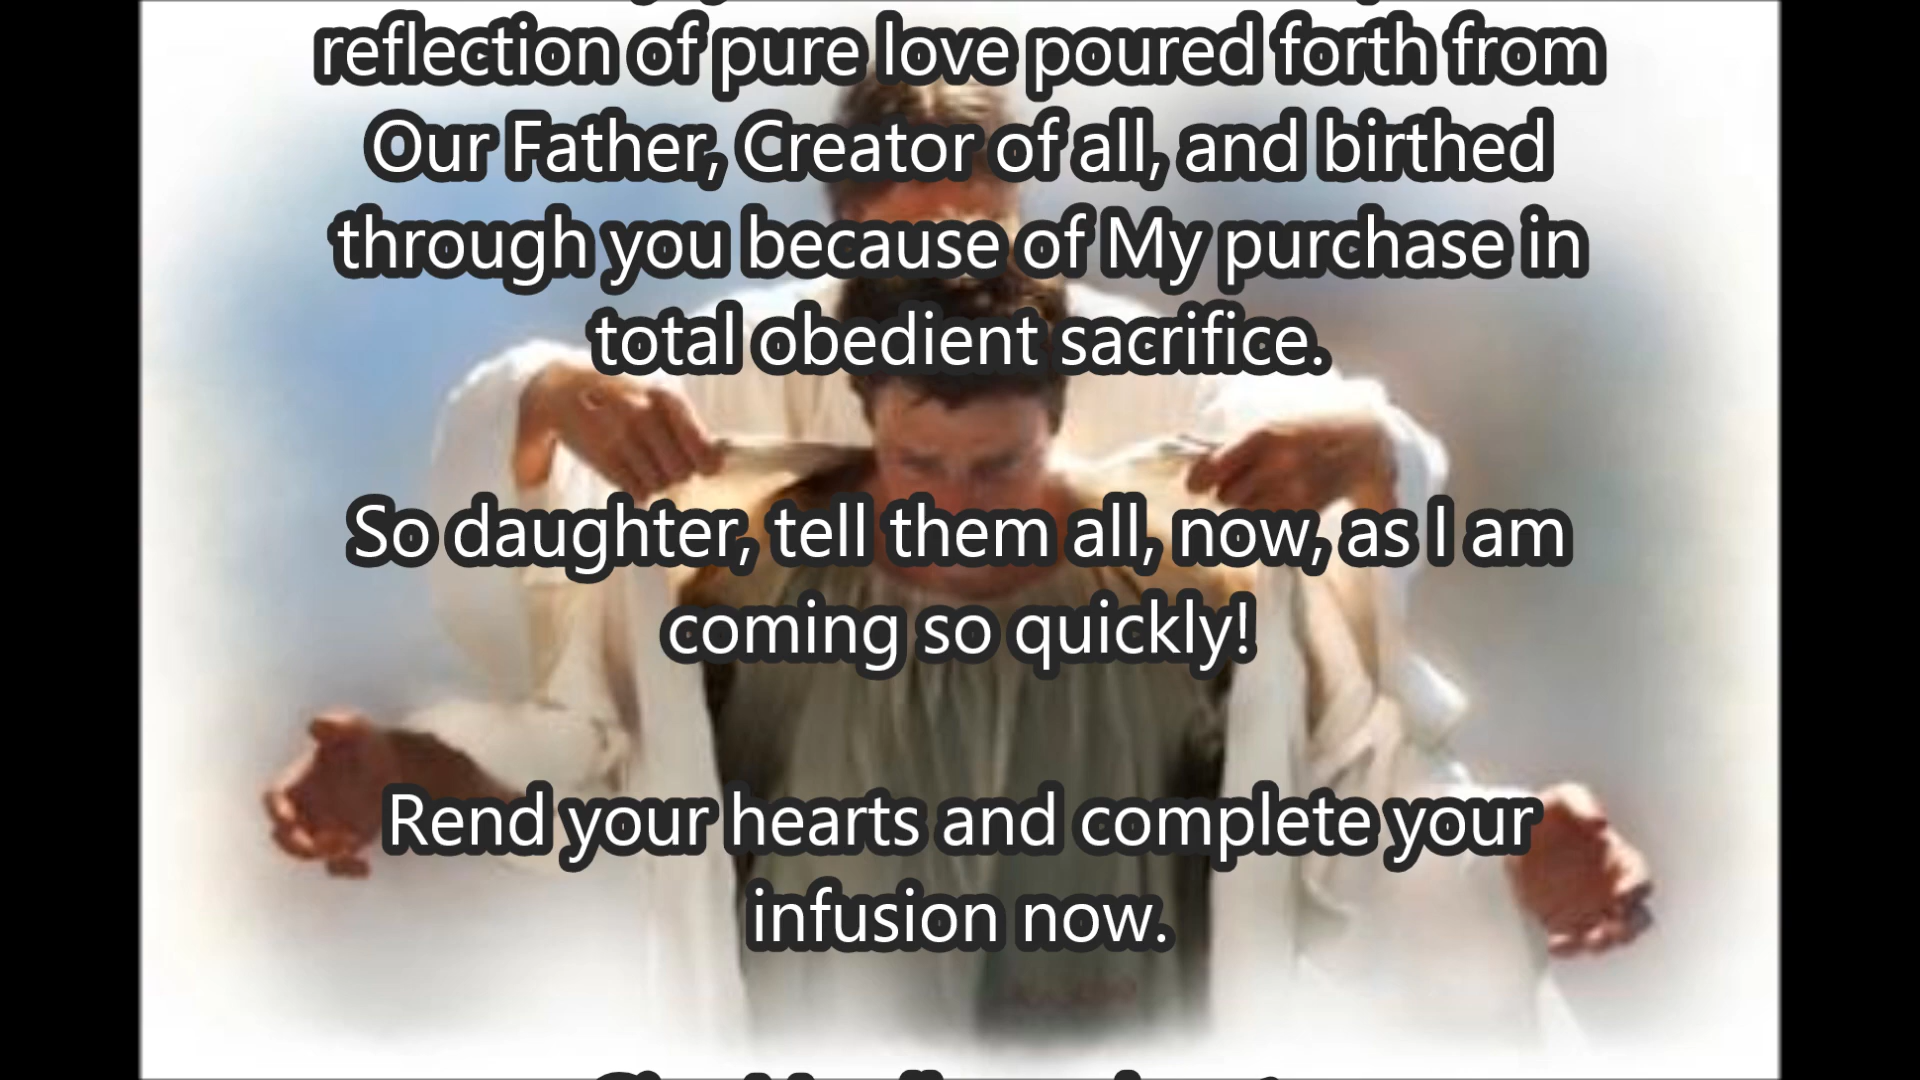 reflection of pure love poured forth from
Our Father, Creator of all, and birthed
through you because of My purchase in
total obedient sacrifice.
So daughter, tell them all, now, as I am
coming so quickly!
Rend your hearts and complete your
infusion now.